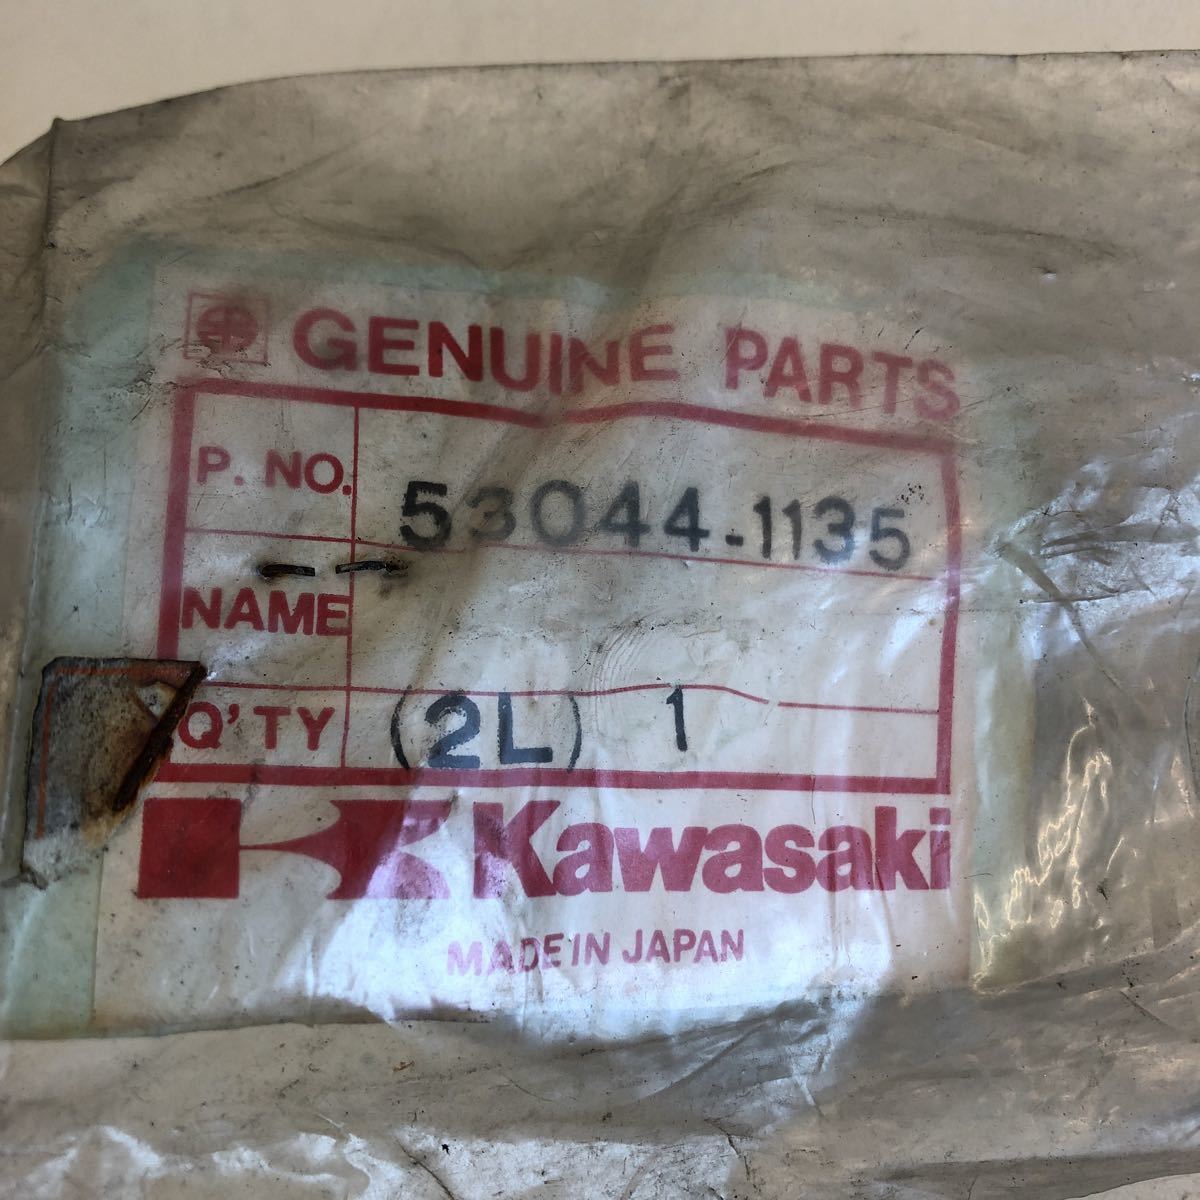 GENUINE PARTS
P. NO. 53044-1135
NAME
Q'TY (2L) 1
Kawasaki
MADE IN JAPAN